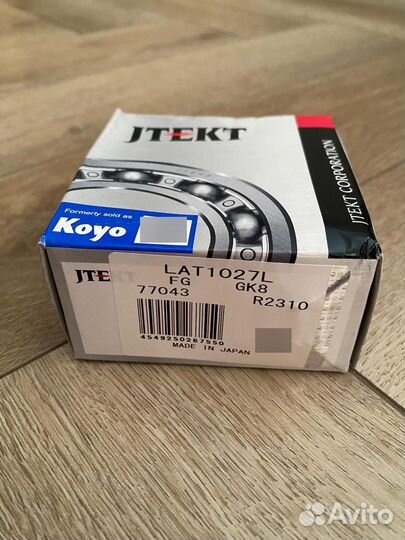 JTEKT
JTEKT CORPORATION
Formerly sold as
Koyo
JTEKT
LAT1027L
FG GK8
77043 R2310
4549250267550
MADE IN JAPAN
Avito